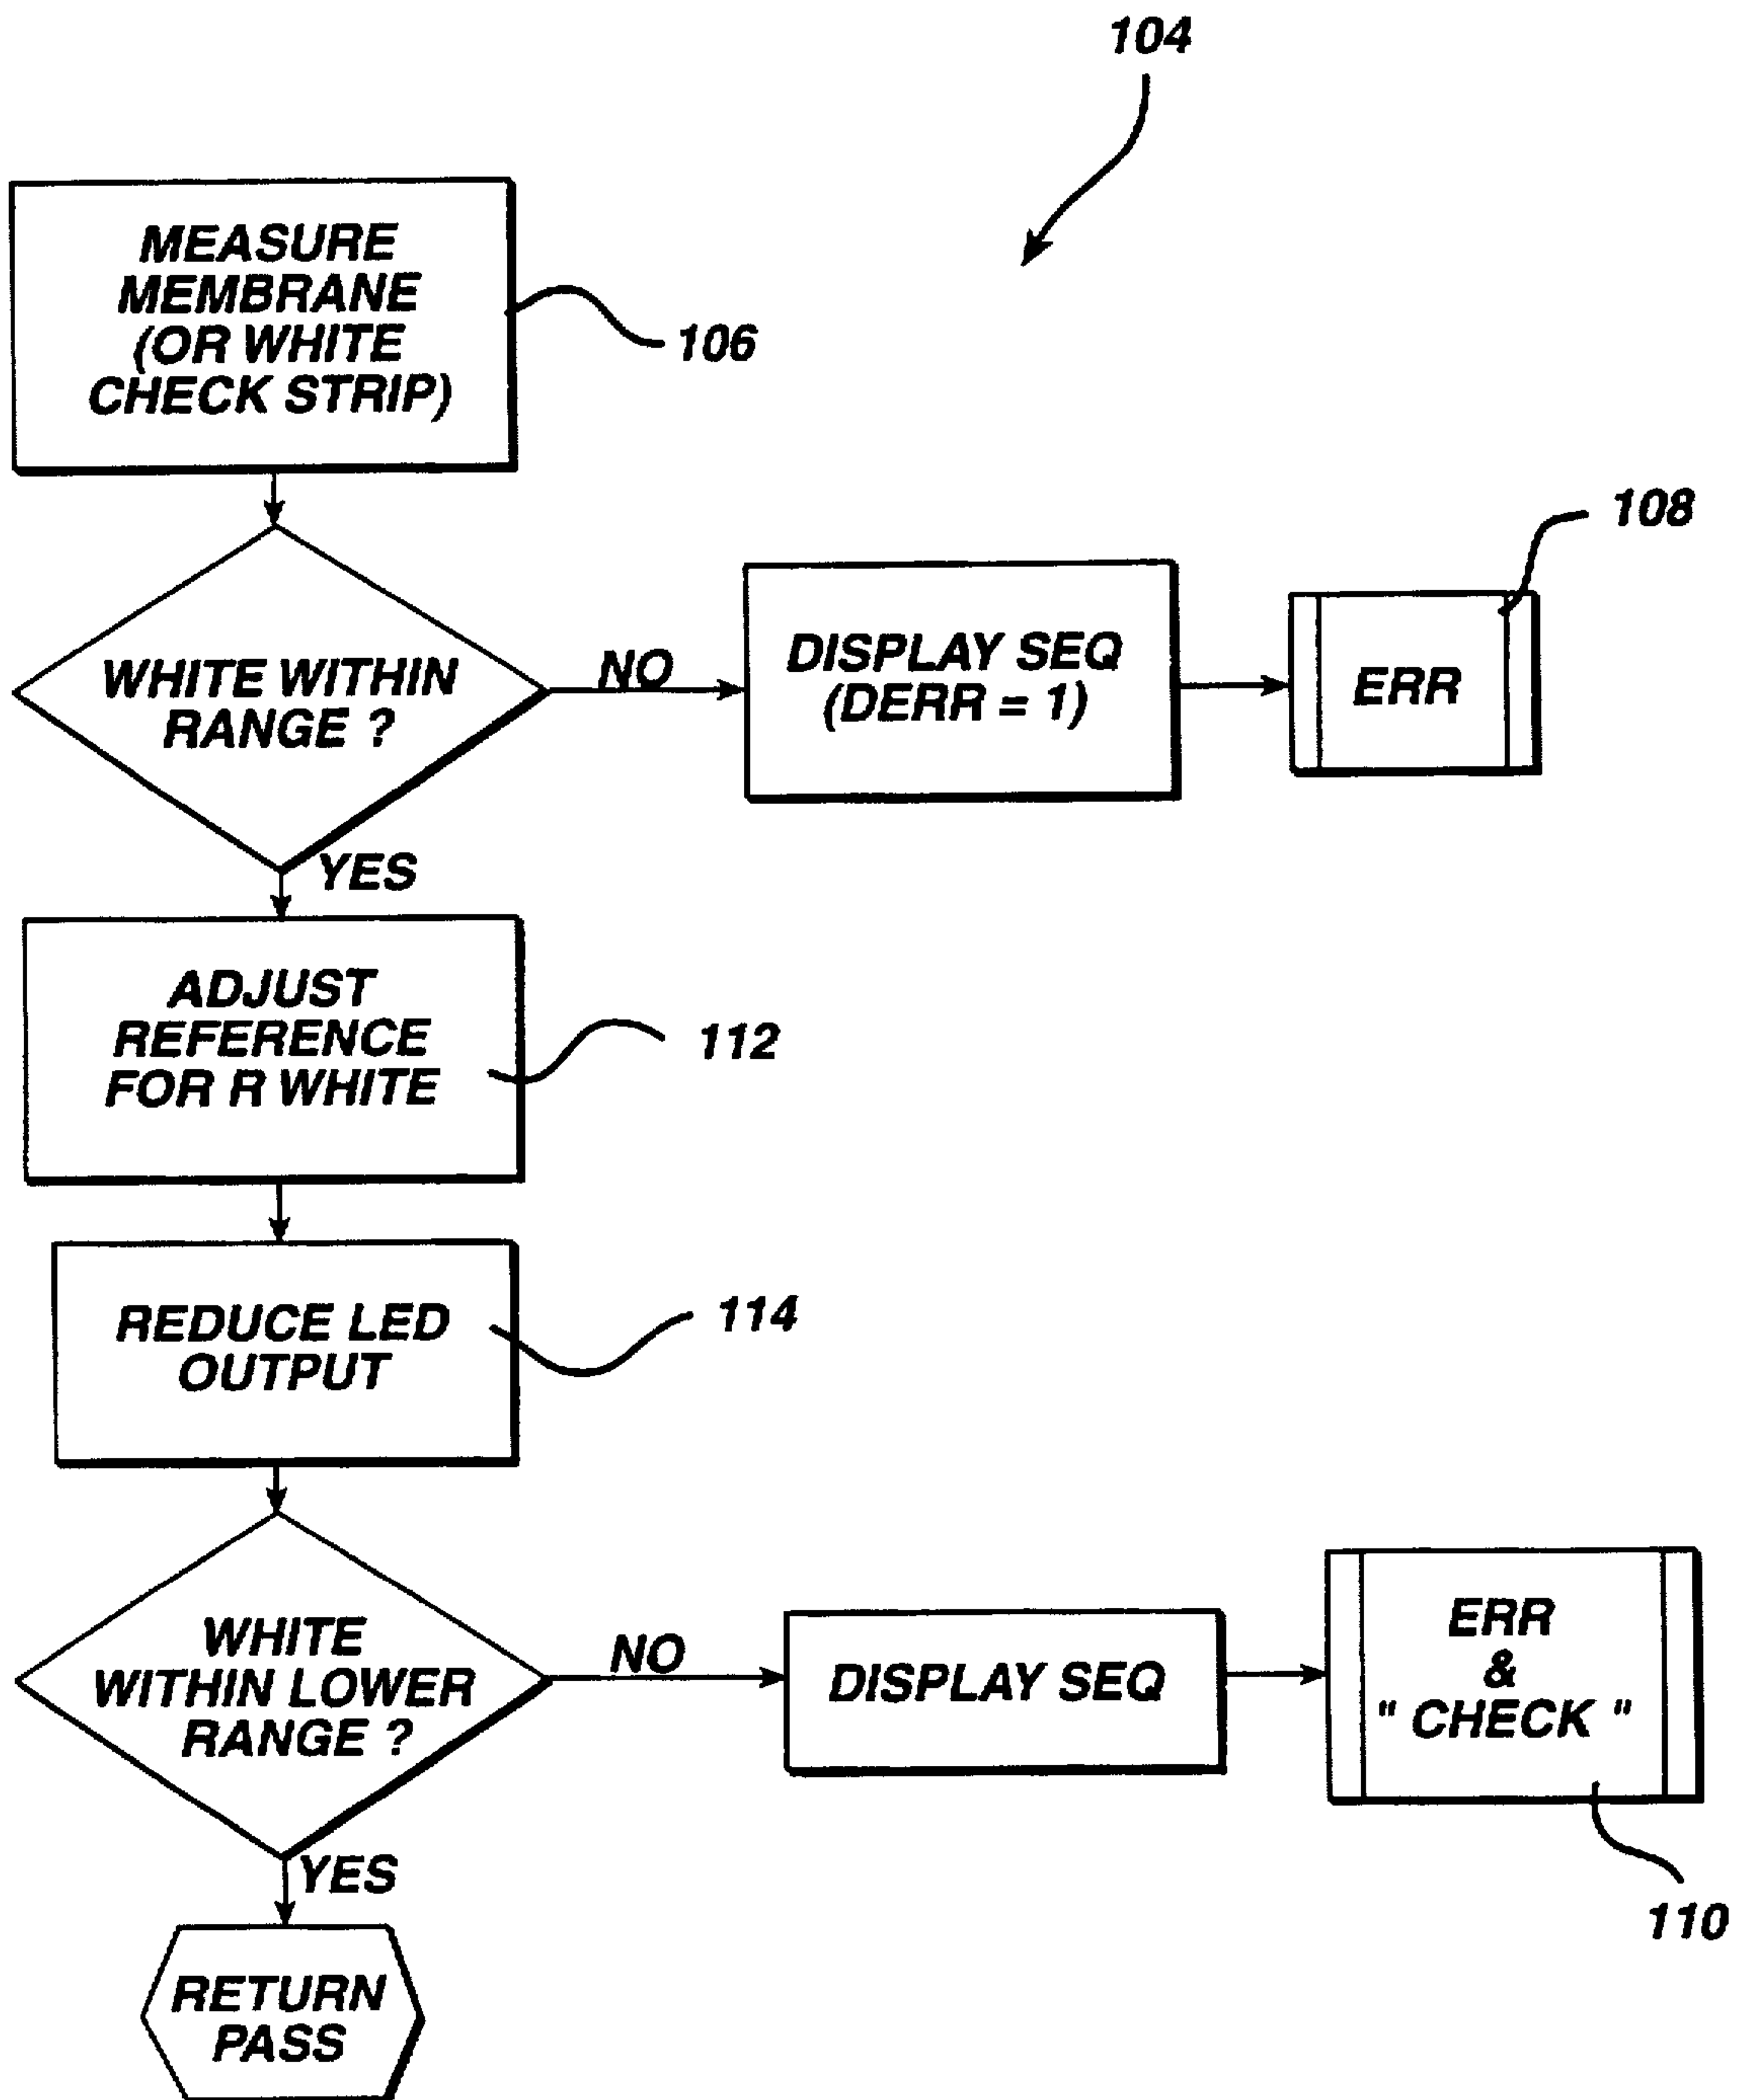 104
MEASURE
MEMBRANE
(OR WHITE
CHECK STRIP)
106
WHITE WITHIN
RANGE ?
NO
DISPLAY SEQ
(DERR = 1)
ERR
108
YES
ADJUST
REFERENCE
FOR R WHITE
112
REDUCE LED
OUTPUT
114
WHITE
WITHIN LOWER
RANGE ?
NO
DISPLAY SEQ
ERR
&
" CHECK "
110
YES
RETURN
PASS